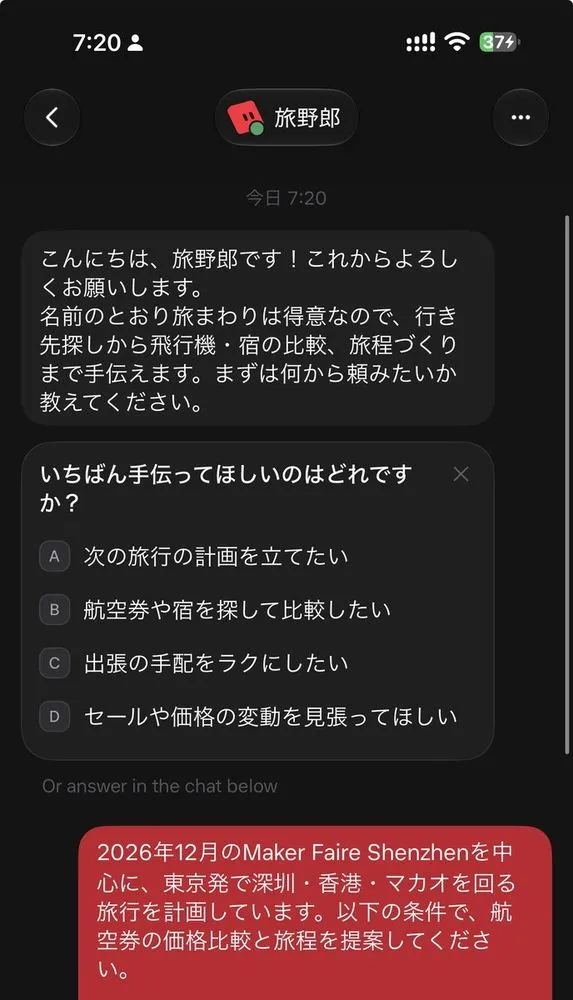 7:20
37
旅野郎
今日 7:20
こんにちは、旅野郎です！これからよろし
くお願いします。
名前のとおり旅まわりは得意なので、行き
先探しから飛行機・宿の比較、旅程づくり
まで手伝えます。まずは何から頼みたいか
教えてください。
いちばん手伝ってほしいのはどれです
か？
A 次の旅行の計画を立てたい
B 航空券や宿を探して比較したい
C 出張の手配をラクにしたい
D セールや価格の変動を見張ってほしい
Or answer in the chat below
2026年12月のMaker Faire Shenzhenを中
心に、東京発で深圳・香港・マカオを回る
旅行を計画しています。以下の条件で、航
空券の価格比較と旅程を提案してくださ
い。